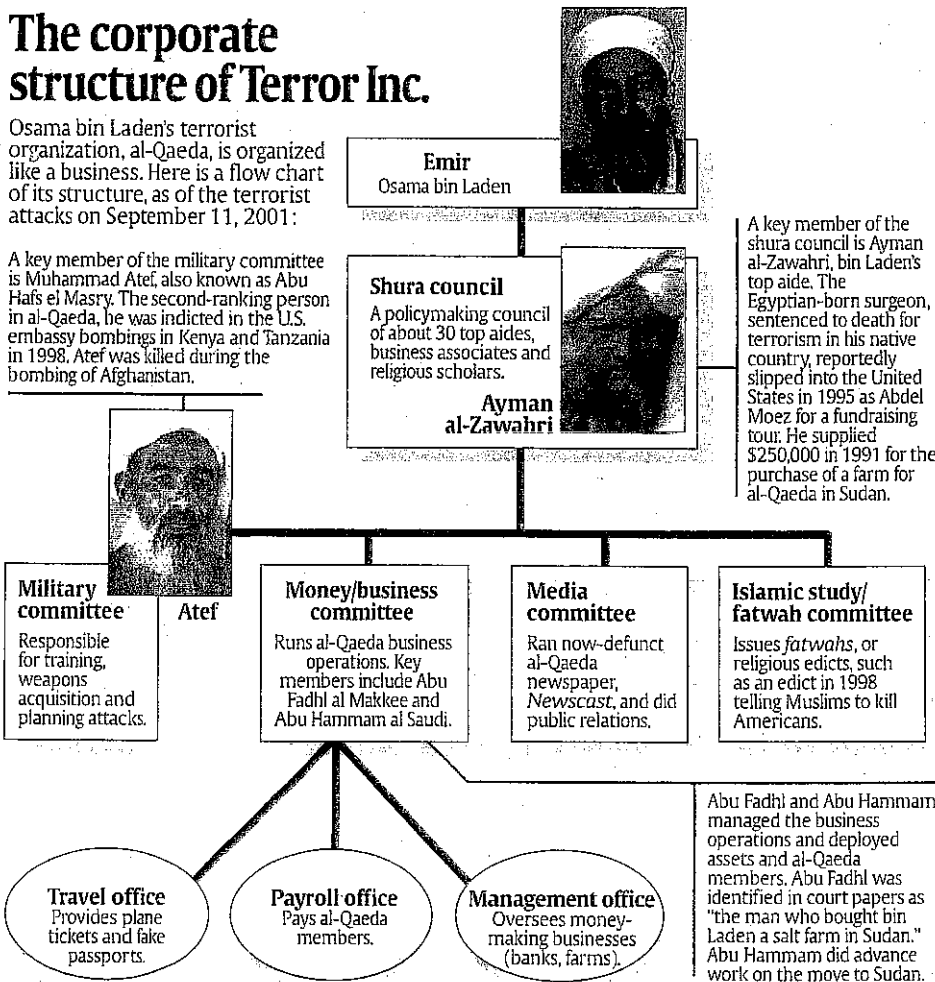 The corporate
structure of Terror Inc.
Osama bin Laden's terrorist
organization, al-Qaeda, is organized
like a business. Here is a flow chart
of its structure, as of the terrorist
attacks on September 11, 2001:
Emir
Osama bin Laden
A key member of the military committee
is Muhammad Atef, also known as Abu
Hafs el Masry. The second-ranking person
in al-Qaeda, he was indicted in the U.S.
embassy bombings in Kenya and Tanzania
in 1998. Atef was killed during the
bombing of Afghanistan.
Shura council
A policymaking council
of about 30 top aides,
business associates and
religious scholars.
Ayman
al-Zawahri
A key member of the
shura council is Ayman
al-Zawahri, bin Laden's
top aide. The
Egyptian-born surgeon,
sentenced to death for
terrorism in his native
country, reportedly
slipped into the United
States in 1995 as Abdel
Moez for a fundraising
tour. He supplied
$250,000 in 1991 for the
purchase of a farm for
al-Qaeda in Sudan.
Military
committee
Atef
Responsible
for training,
weapons
acquisition and
planning attacks.
Money/business
committee
Runs al-Qaeda business
operations. Key
members include Abu
Fadhl al Makkee and
Abu Hammam al Saudi.
Media
committee
Ran now-defunct
al-Qaeda
newspaper,
Newscast, and did
public relations.
Islamic study/
fatwah committee
Issues fatwahs, or
religious edicts, such
as an edict in 1998
telling Muslims to kill
Americans.
Travel office
Provides plane
tickets and fake
passports.
Payroll office
Pays al-Qaeda
members.
Management office
Oversees money-
making businesses
(banks, farms).
Abu Fadhl and Abu Hammam
managed the business
operations and deployed
assets and al-Qaeda
members. Abu Fadhl was
identified in court papers as
"the man who bought bin
Laden a salt farm in Sudan."
Abu Hammam did advance
work on the move to Sudan.